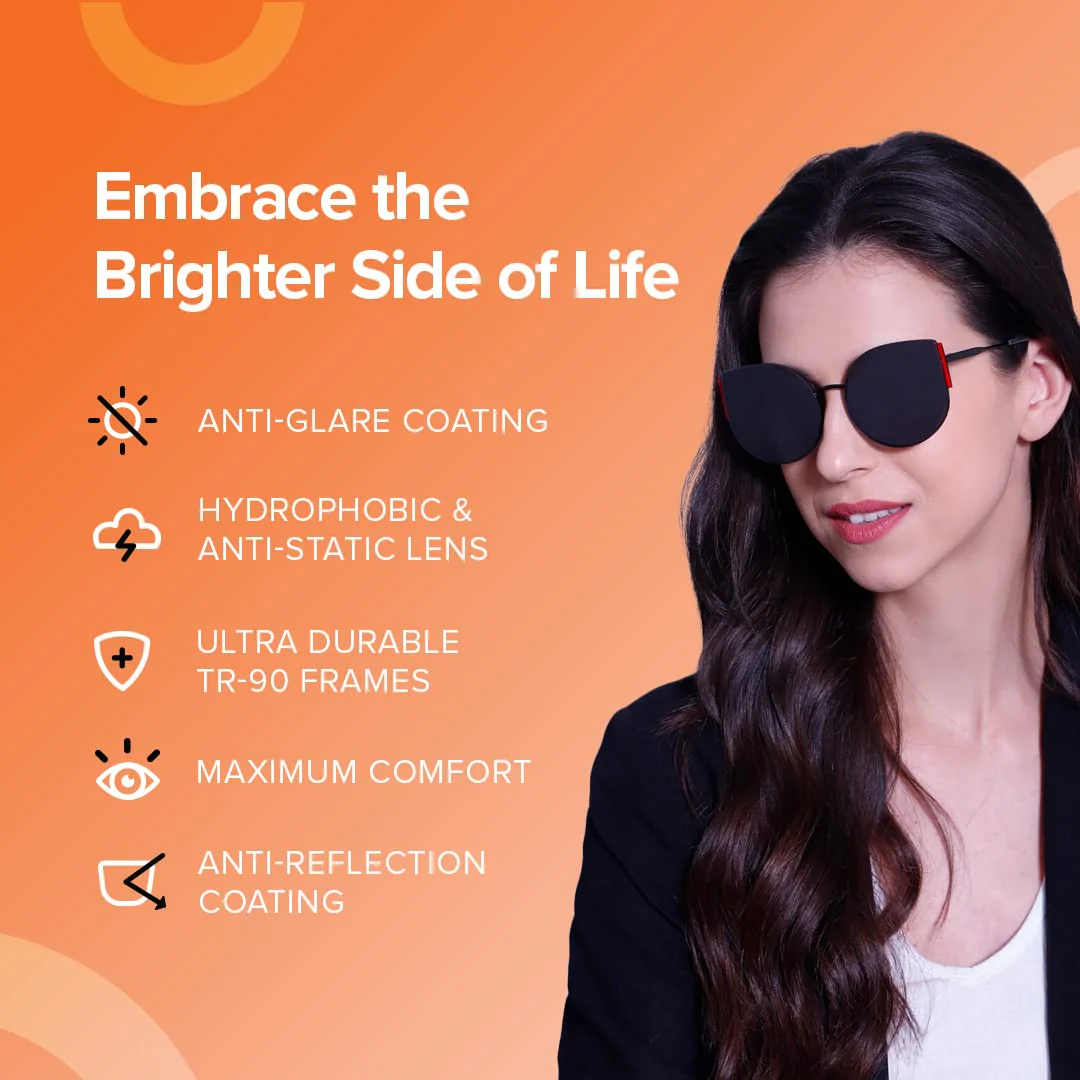 Embrace the
Brighter Side of Life
ANTI-GLARE COATING
HYDROPHOBIC &
ANTI-STATIC LENS
ULTRA DURABLE
TR-90 FRAMES
MAXIMUM COMFORT
ANTI-REFLECTION
COATING